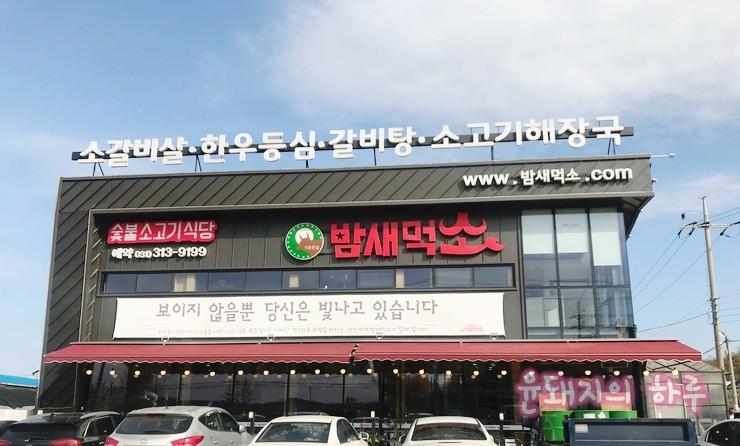 소갈비살·한우등심·갈비탕·소고기해장국
www.밤새먹소.com
숯불소고기식당
예약 031) 313-9199
밤새먹소
보이지 않을뿐 당신은 빛나고 있습니다
윤돼지의 하루